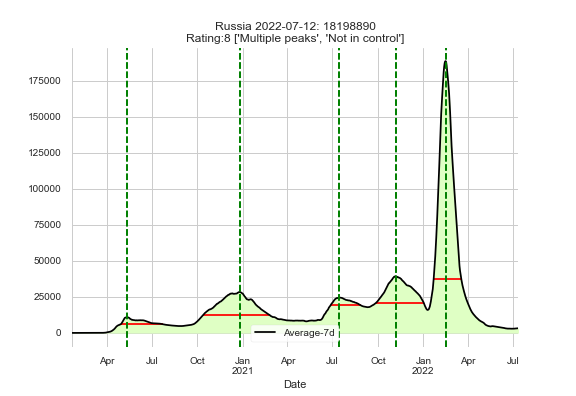 Russia 2022-07-12: 18198890
Rating:8 ['Multiple peaks', 'Not in control']
175000
150000
125000
100000
75000
50000
25000
0
Average-7d
Apr Jul Oct Jan Apr Jul Oct Jan Apr Jul
2021 2022
Date